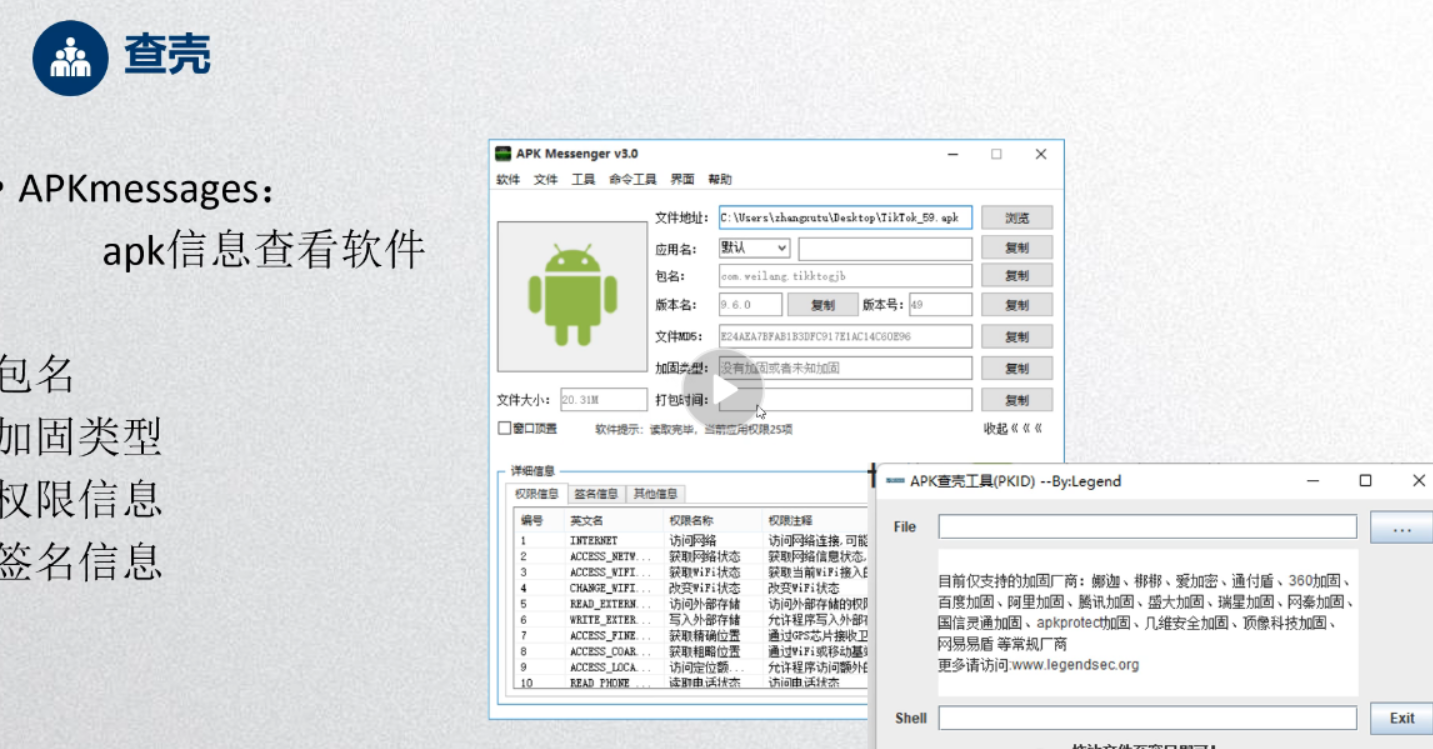 查壳
• APKmessages：
apk信息查看软件
包名
加固类型
权限信息
签名信息
APK Messenger v3.0
软件 文件 工具 命令工具 界面 帮助
文件地址： C:\Users\zhangxutu\Desktop\TikTok_59.apk 浏览
应用名： 默认 复制
包名： com.weilang.tikktogjb 复制
版本名： 9.6.0 复制 版本号： 49 复制
文件MD5： E24AEA7BFAB1B3DFC917E1AC14C60E96 复制
加固类型： 没有加固或者未知加固 复制
文件大小： 20.31M 打包时间： 复制
窗口顶置 软件提示： 读取完毕，当前应用权限25项 收起《《《
详细信息
权限信息 签名信息 其他信息
编号 英文名 权限名称 权限注释
1 INTERNET 访问网络 访问网络连接,可能
2 ACCESS_NETW... 获取网络状态 获取网络信息状态,
3 ACCESS_WIFI... 获取WiFi状态 获取当前WiFi接入
4 CHANGE_WIFI... 改变WiFi状态 改变WiFi状态
5 READ_EXTERN... 访问外部存储 访问外部存储的权
6 WRITE_EXTER... 写入外部存储 允许程序写入外部
7 ACCESS_FINE... 获取精确位置 通过GPS芯片接收卫
8 ACCESS_COAR... 获取粗略位置 通过WiFi或移动基
9 ACCESS_LOCA... 访问定位额... 允许程序访问额外
10 READ_PHONE_... 读取电话状态 访问电话状态
APK查壳工具(PKID) --By:Legend
File ...
目前仅支持的加固厂商：娜迦、梆梆、爱加密、通付盾、360加固、
百度加固、阿里加固、腾讯加固、盛大加固、瑞星加固、网秦加固、
国信灵通加固、apkprotect加固、几维安全加固、顶像科技加固、
网易易盾 等常规厂商
更多请访问:www.legendsec.org
Shell Exit